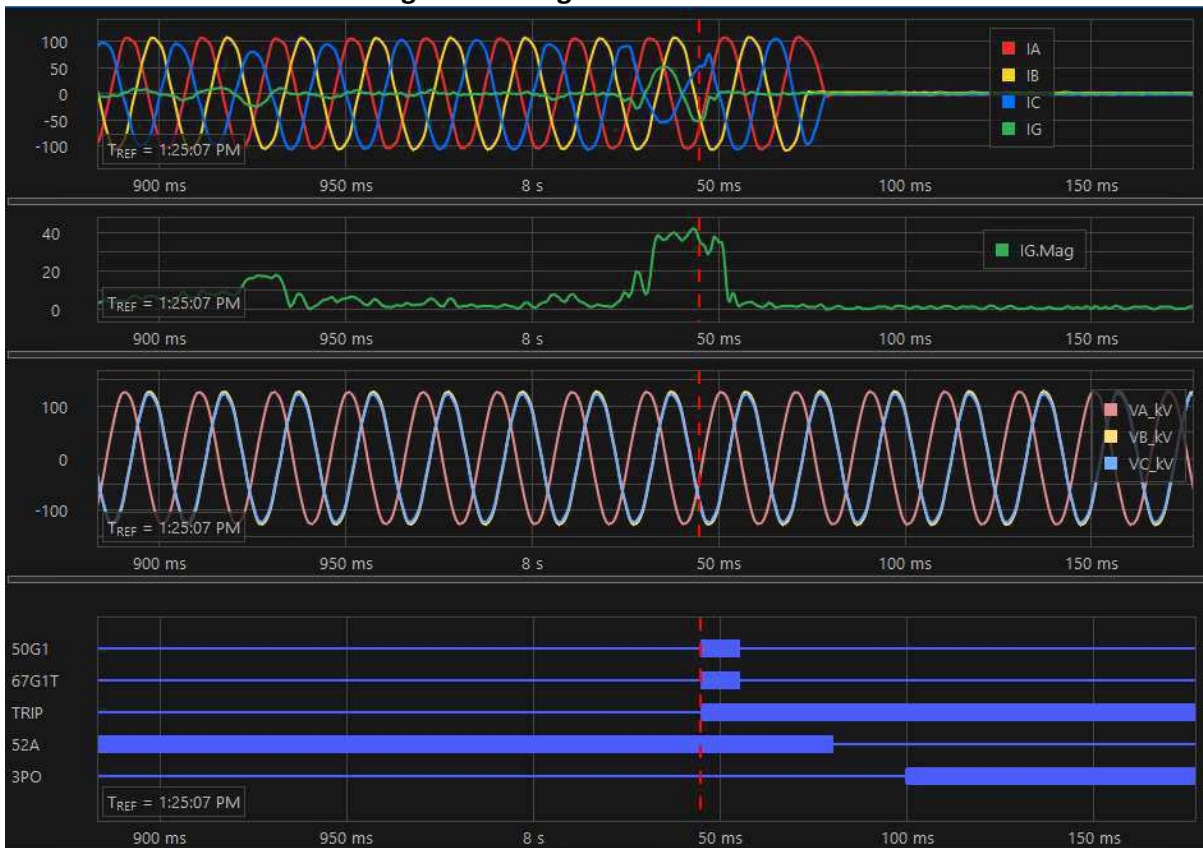 100
50
0
-50
-100
IA
IB
IC
IG
TREF = 1:25:07 PM
900 ms 950 ms 8 s 50 ms 100 ms 150 ms
40
20
0
IG.Mag
TREF = 1:25:07 PM
900 ms 950 ms 8 s 50 ms 100 ms 150 ms
100
0
-100
VA_kV
VB_kV
VC_kV
TREF = 1:25:07 PM
900 ms 950 ms 8 s 50 ms 100 ms 150 ms
50G1
67G1T
TRIP
52A
3PO
TREF = 1:25:07 PM
900 ms 950 ms 8 s 50 ms 100 ms 150 ms